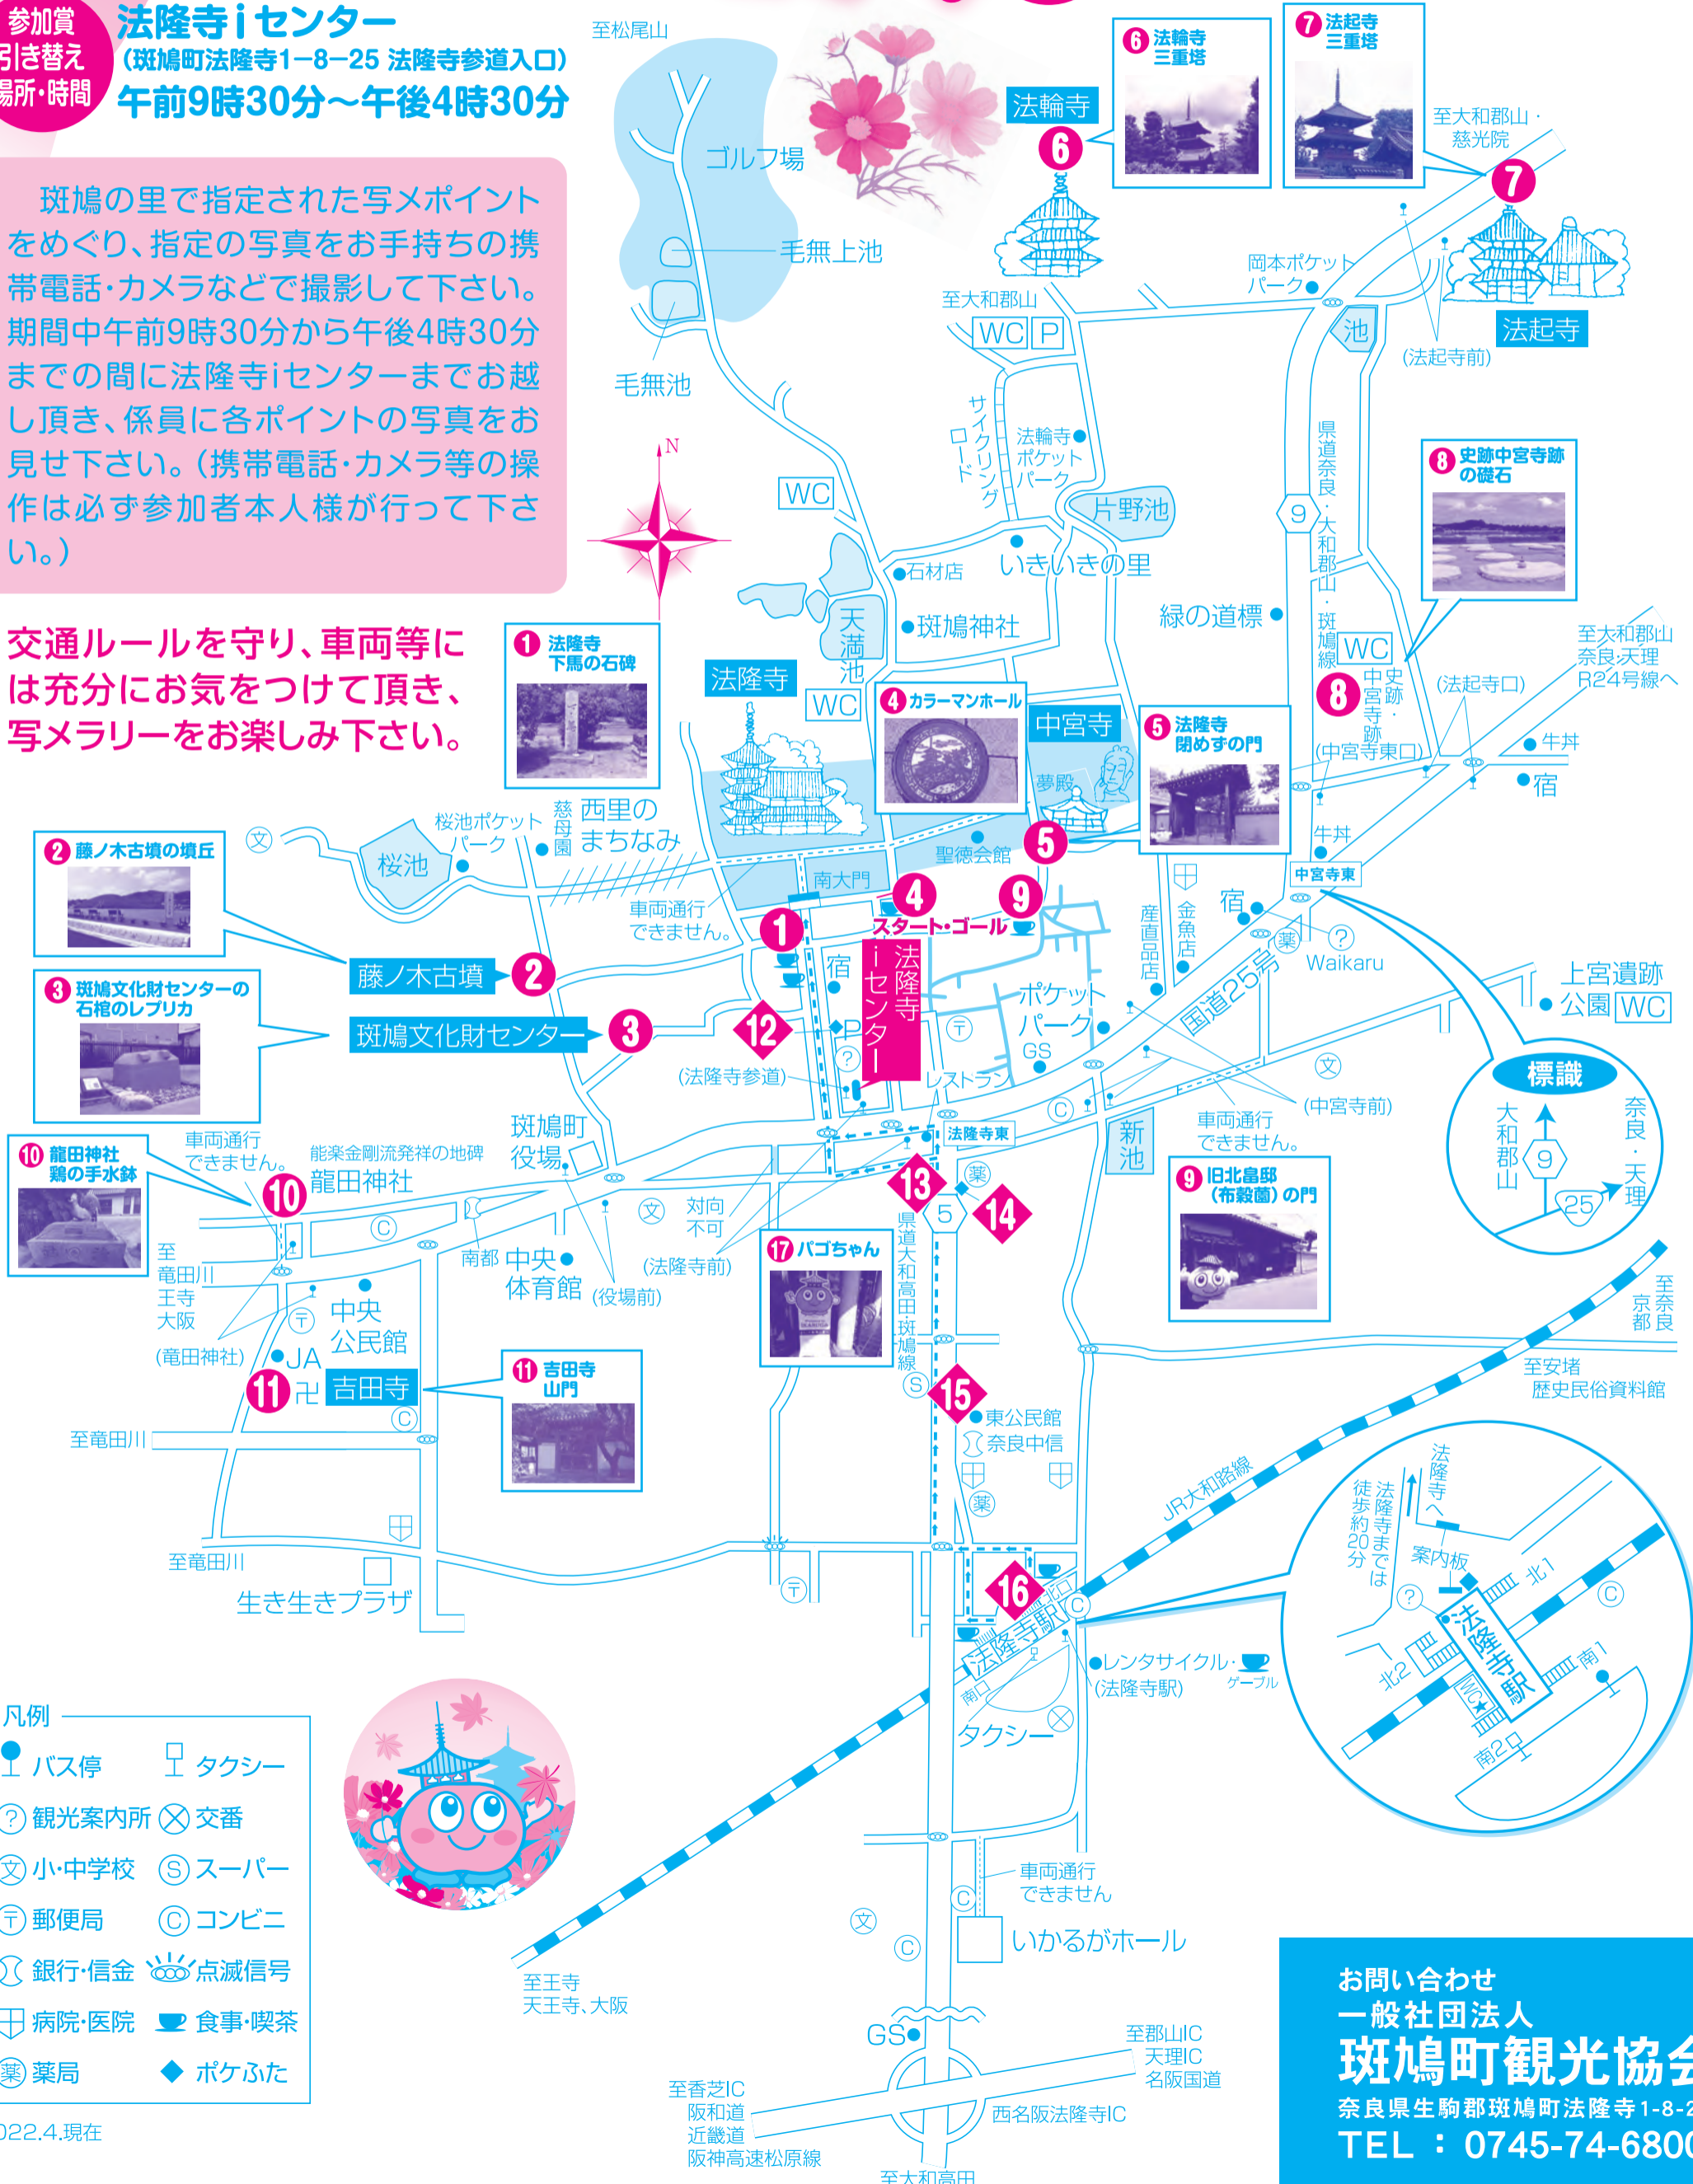 参加賞
引き替え
場所・時間
法隆寺iセンター
(斑鳩町法隆寺1-8-25 法隆寺参道入口)
午前9時30分〜午後4時30分
斑鳩の里で指定された写メポイント
をめぐり、指定の写真をお手持ちの携
帯電話・カメラなどで撮影して下さい。
期間中午前9時30分から午後4時30分
までの間に法隆寺iセンターまでお越
し頂き、係員に各ポイントの写真をお
見せ下さい。(携帯電話・カメラ等の操
作は必ず参加者本人様が行って下さ
い。)
交通ルールを守り、車両等に
は充分にお気をつけて頂き、
写メラリーをお楽しみ下さい。
至松尾山
ゴルフ場
毛無上池
毛無池
N
WC
法輪寺
6
6 法輪寺
三重塔
7 法起寺
三重塔
至大和郡山・
慈光院
7
法起寺
(法起寺前)
岡本ポケット
パーク
池
至大和郡山
WC P
サイクリング
ロード
法輪寺
ポケット
パーク
片野池
いきいきの里
石材店
斑鳩神社
天満池
WC
緑の道標
県道奈良・大和郡山・斑鳩線
9
8 史跡中宮寺跡
の礎石
WC
8
史跡・
中宮寺跡
(中宮寺東口)
(法起寺口)
至大和郡山
奈良・天理
R24号線へ
牛丼
宿
牛丼
中宮寺東
1 法隆寺
下馬の石碑
法隆寺
4 カラーマンホール
中宮寺
夢殿
5 法隆寺
閉めずの門
5
聖徳会館
南大門
4
9
スタート・ゴール
法隆寺
iセンター
1
宿
12
P
?
(法隆寺参道)
〒
レストラン
車両通行
できません。
西里の
まちなみ
慈母園
桜池ポケット
パーク
桜池
文
2 藤ノ木古墳の墳丘
藤ノ木古墳
2
3 斑鳩文化財センターの
石棺のレプリカ
斑鳩文化財センター
3
産直品店
金魚店
宿
薬
?
Waikaru
国道25号
ポケット
パーク
GS
上宮遺跡
公園 WC
文
標識
大和郡山
9
奈良・天理
25
(中宮寺前)
車両通行
できません。
新池
C
法隆寺東
13
薬
14
5
県道大和高田・斑鳩線
対向
不可
(法隆寺前)
文
斑鳩町
役場
(役場前)
中央
体育館
南都
能楽金剛流発祥の地碑
龍田神社
車両通行
できません。
10 龍田神社
鶏の手水鉢
10
C
至
竜田川
王寺
大阪
(竜田神社)
〒
中央
公民館
JA
11
卍
吉田寺
C
11 吉田寺
山門
至竜田川
至竜田川
生き生きプラザ
17 パゴちゃん
9 旧北畠邸
(布穀薗)の門
S
15
東公民館
奈良中信
薬
〒
16
北口
C
法隆寺駅
南口
タクシー
レンタサイクル・
(法隆寺駅)
ゲーブル
JR大和路線
至奈良
京都
至安堵
歴史民俗資料館
法隆寺へ
法隆寺までは
徒歩約20分
案内板
?
北1
C
法隆寺駅
北2
WC★
南1
南2
車両通行
できません
C
いかるがホール
文
C
至王寺
天王寺、大阪
GS
至郡山IC
天理IC
名阪国道
至香芝IC
阪和道
近畿道
阪神高速松原線
西名阪法隆寺IC
至大和高田
凡例
バス停
タクシー
? 観光案内所
交番
文 小・中学校
S スーパー
〒 郵便局
C コンビニ
銀行・信金
点滅信号
病院・医院
食事・喫茶
薬 薬局
ポケふた
022.4.現在
お問い合わせ
一般社団法人
斑鳩町観光協会
奈良県生駒郡斑鳩町法隆寺1-8-2
TEL : 0745-74-6800